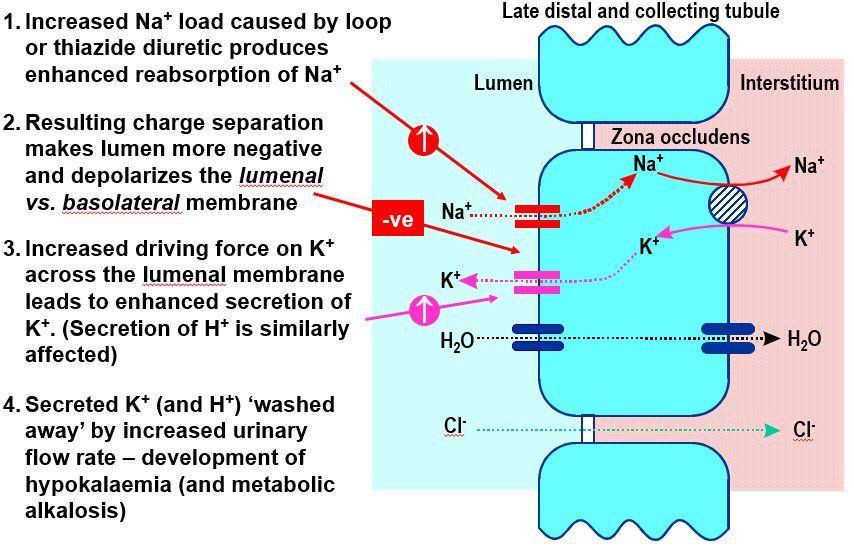 Late distal and collecting tubule
1. Increased Na⁺ load caused by loop
or thiazide diuretic produces
enhanced reabsorption of Na⁺
2. Resulting charge separation
makes lumen more negative
and depolarizes the lumenal
vs. basolateral membrane
3. Increased driving force on K⁺
across the lumenal membrane
leads to enhanced secretion of
K⁺. (Secretion of H⁺ is similarly
affected)
4. Secreted K⁺ (and H⁺) ‘washed
away’ by increased urinary
flow rate – development of
hypokalaemia (and metabolic
alkalosis)
Lumen
Interstitium
Zona occludens
Na⁺
Na⁺
Na⁺
-ve
K⁺
K⁺
K⁺
H₂O
H₂O
Cl⁻
Cl⁻